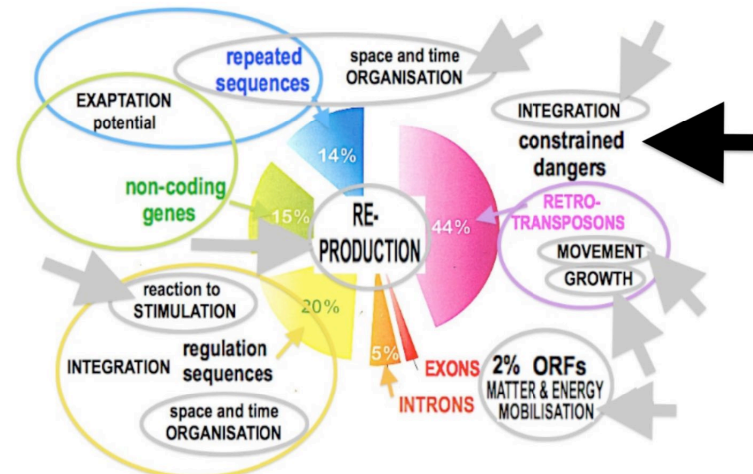 repeated
sequences
space and time
ORGANISATION
EXAPTATION
potential
INTEGRATION
constrained
dangers
14%
non-coding
genes
15%
RE-
PRODUCTION
44%
RETRO-
TRANSPOSONS
MOVEMENT
GROWTH
reaction to
STIMULATION
20%
INTEGRATION
regulation
sequences
space and time
ORGANISATION
5%
EXONS
INTRONS
2% ORFs
MATTER & ENERGY
MOBILISATION